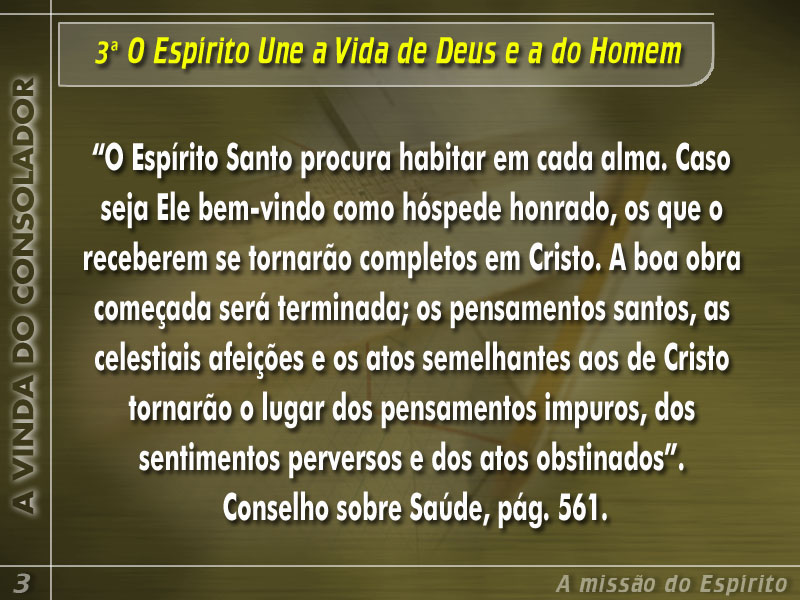 3ª O Espírito Une a Vida de Deus e a do Homem
A VINDA DO CONSOLADOR
“O Espírito Santo procura habitar em cada alma. Caso
seja Ele bem-vindo como hóspede honrado, os que o
receberem se tornarão completos em Cristo. A boa obra
começada será terminada; os pensamentos santos, as
celestiais afeições e os atos semelhantes aos de Cristo
tornarão o lugar dos pensamentos impuros, dos
sentimentos perversos e dos atos obstinados”.
Conselho sobre Saúde, pág. 561.
3
A missão do Espírito